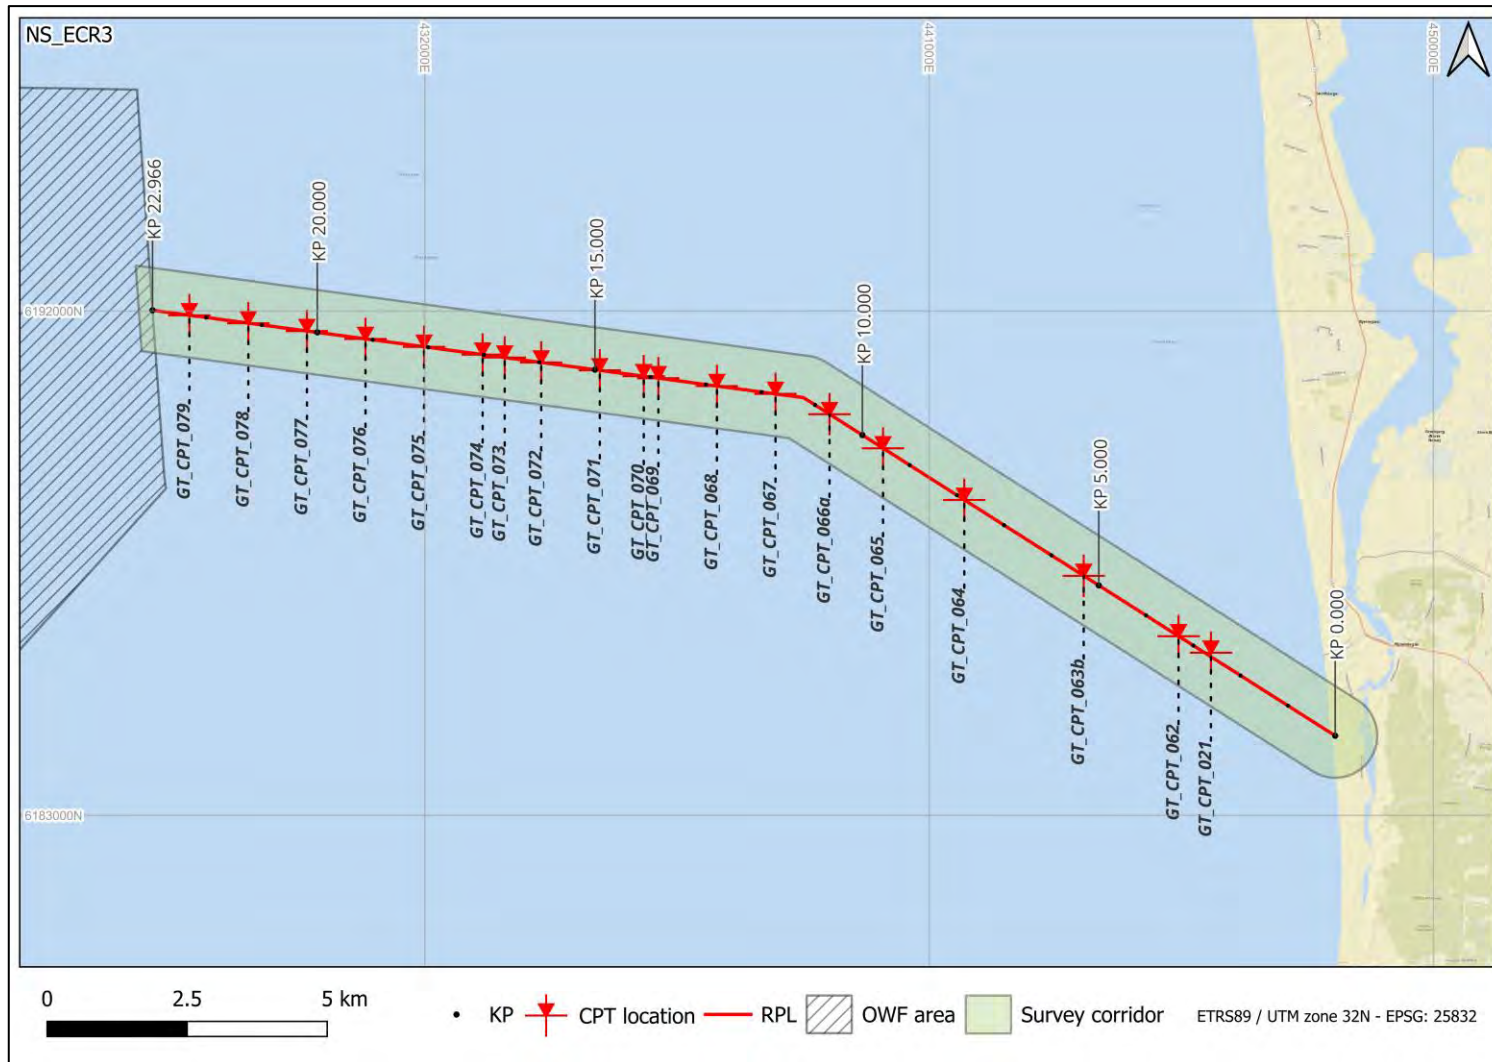 NS_ECR3
432000E
441000E
450000E
KP 22.966
KP 20.000
KP 15.000
KP 10.000
KP 5.000
KP 0.000
6192000N
6183000N
GT_CPT_079
GT_CPT_078
GT_CPT_077
GT_CPT_076
GT_CPT_075
GT_CPT_074
GT_CPT_073
GT_CPT_072
GT_CPT_071
GT_CPT_070
GT_CPT_069
GT_CPT_068
GT_CPT_067
GT_CPT_066a
GT_CPT_065
GT_CPT_064
GT_CPT_063b
GT_CPT_062
GT_CPT_021
0 2.5 5 km
KP CPT location RPL OWF area Survey corridor ETRS89 / UTM zone 32N - EPSG: 25832